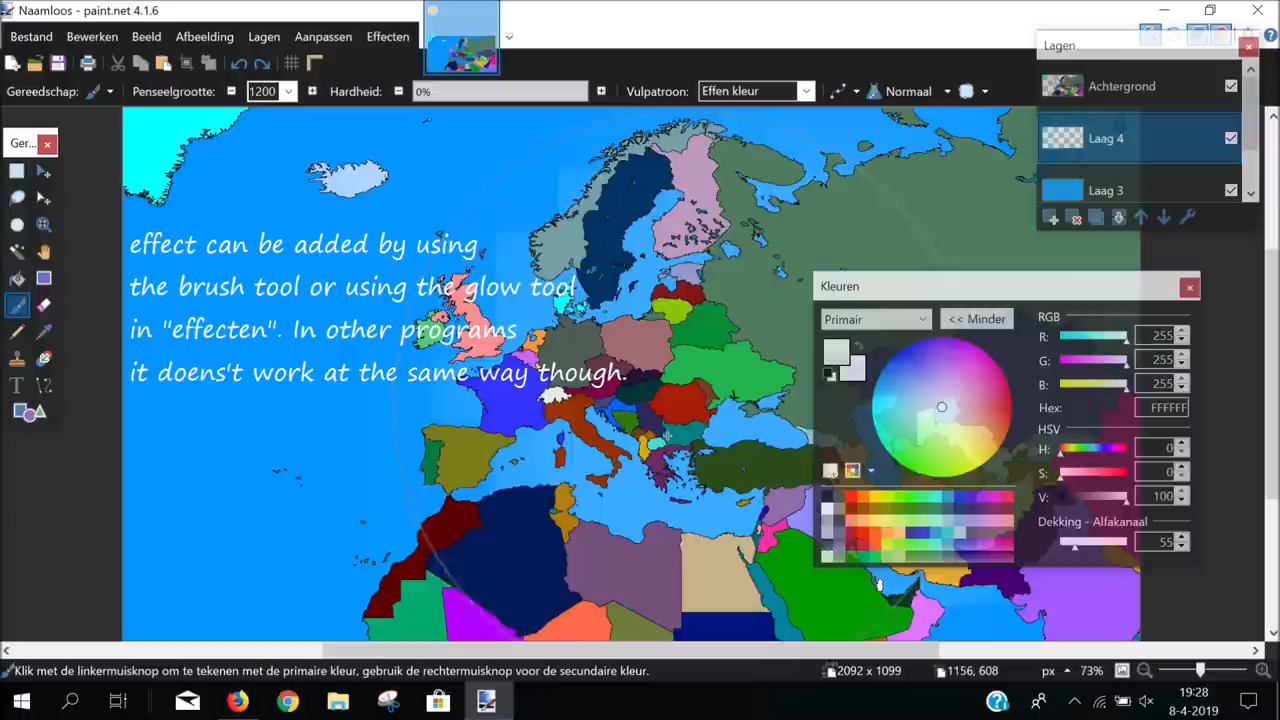 Naamloos - paint.net 4.1.6
Bestand Bewerken Beeld Afbeelding Lagen Aanpassen Effecten
Gereedschap: Penseelgrootte: 1200 Hardheid: 0% Vulpatroon: Effen kleur Normaal
Lagen
Achtergrond
Laag 4
Laag 3
Ger...
effect can be added by using
the brush tool or using the glow tool
in "effecten". In other programs
it doens't work at the same way though.
Kleuren
Primair << Minder
RGB
R: 255
G: 255
B: 255
Hex: FFFFFF
HSV
H: 0
S: 0
V: 100
Dekking - Alfakanaal
55
Klik met de linkermuisknop om te tekenen met de primaire kleur, gebruik de rechtermuisknop voor de secundaire kleur. 2092 x 1099 1156, 608 px 73%
19:28
8-4-2019